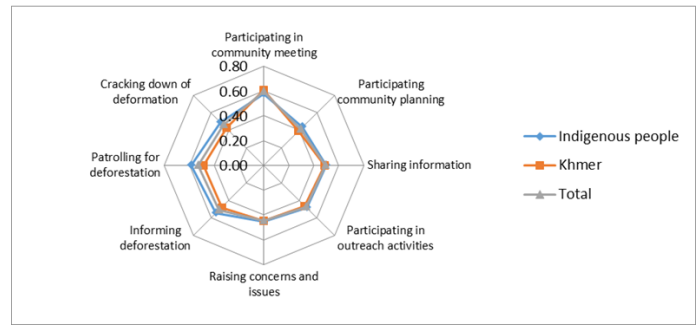 Participating in
community meeting
0.80
0.60
0.40
0.20
0.00
Participating
community planning
Sharing information
Participating in
outreach activities
Raising concerns and
issues
Informing
deforestation
Patrolling for
deforestation
Cracking down of
deformation
Indigenous people
Khmer
Total